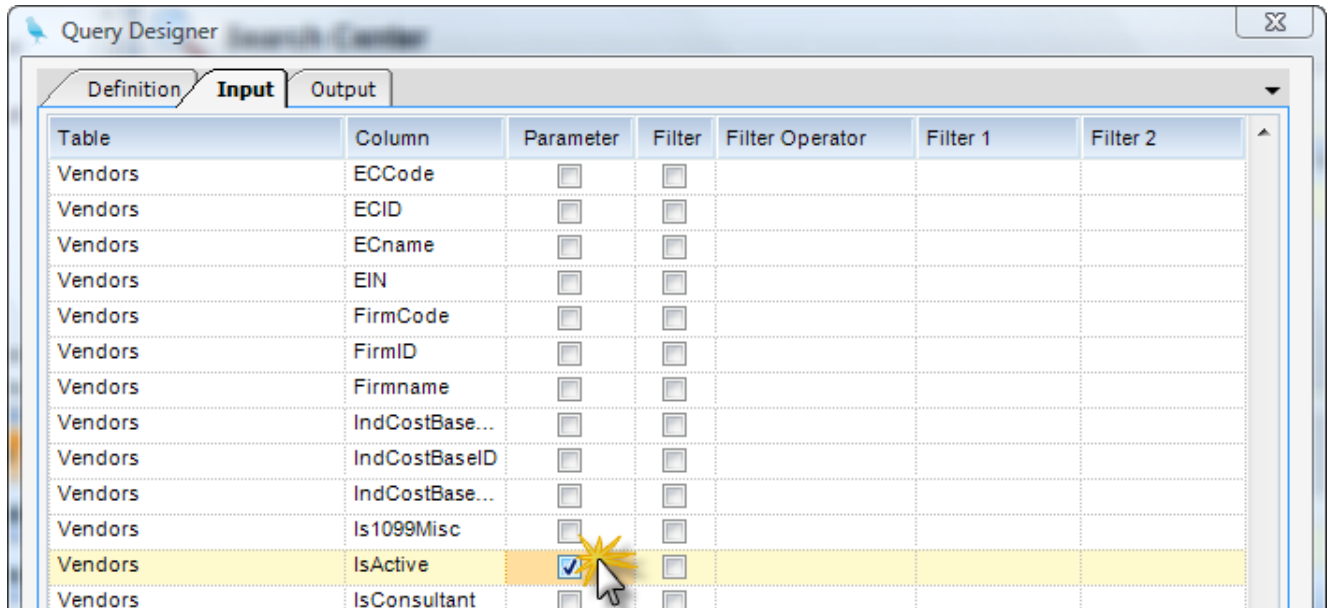 Query Designer
Search Center
Definition Input Output
Table Column Parameter Filter Filter Operator Filter 1 Filter 2
Vendors ECCode
Vendors ECID
Vendors ECname
Vendors EIN
Vendors FirmCode
Vendors FirmID
Vendors Firmname
Vendors IndCostBase...
Vendors IndCostBaseID
Vendors IndCostBase...
Vendors Is1099Misc
Vendors IsActive
Vendors IsConsultant